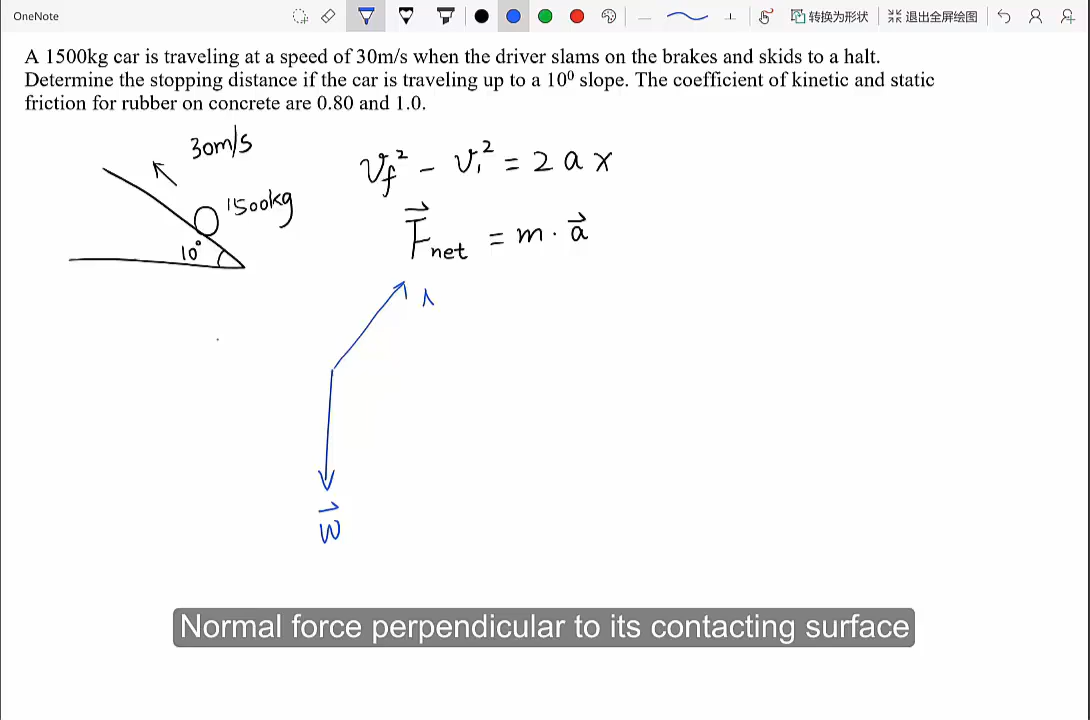 OneNote
转换为形状
退出全屏绘图
A 1500kg car is traveling at a speed of 30m/s when the driver slams on the brakes and skids to a halt.
Determine the stopping distance if the car is traveling up to a 10⁰ slope. The coefficient of kinetic and static
friction for rubber on concrete are 0.80 and 1.0.
30m/s
1500kg
10°
v_f² - v_i² = 2 a x
F⃗_net = m · a⃗
w⃗
Normal force perpendicular to its contacting surface